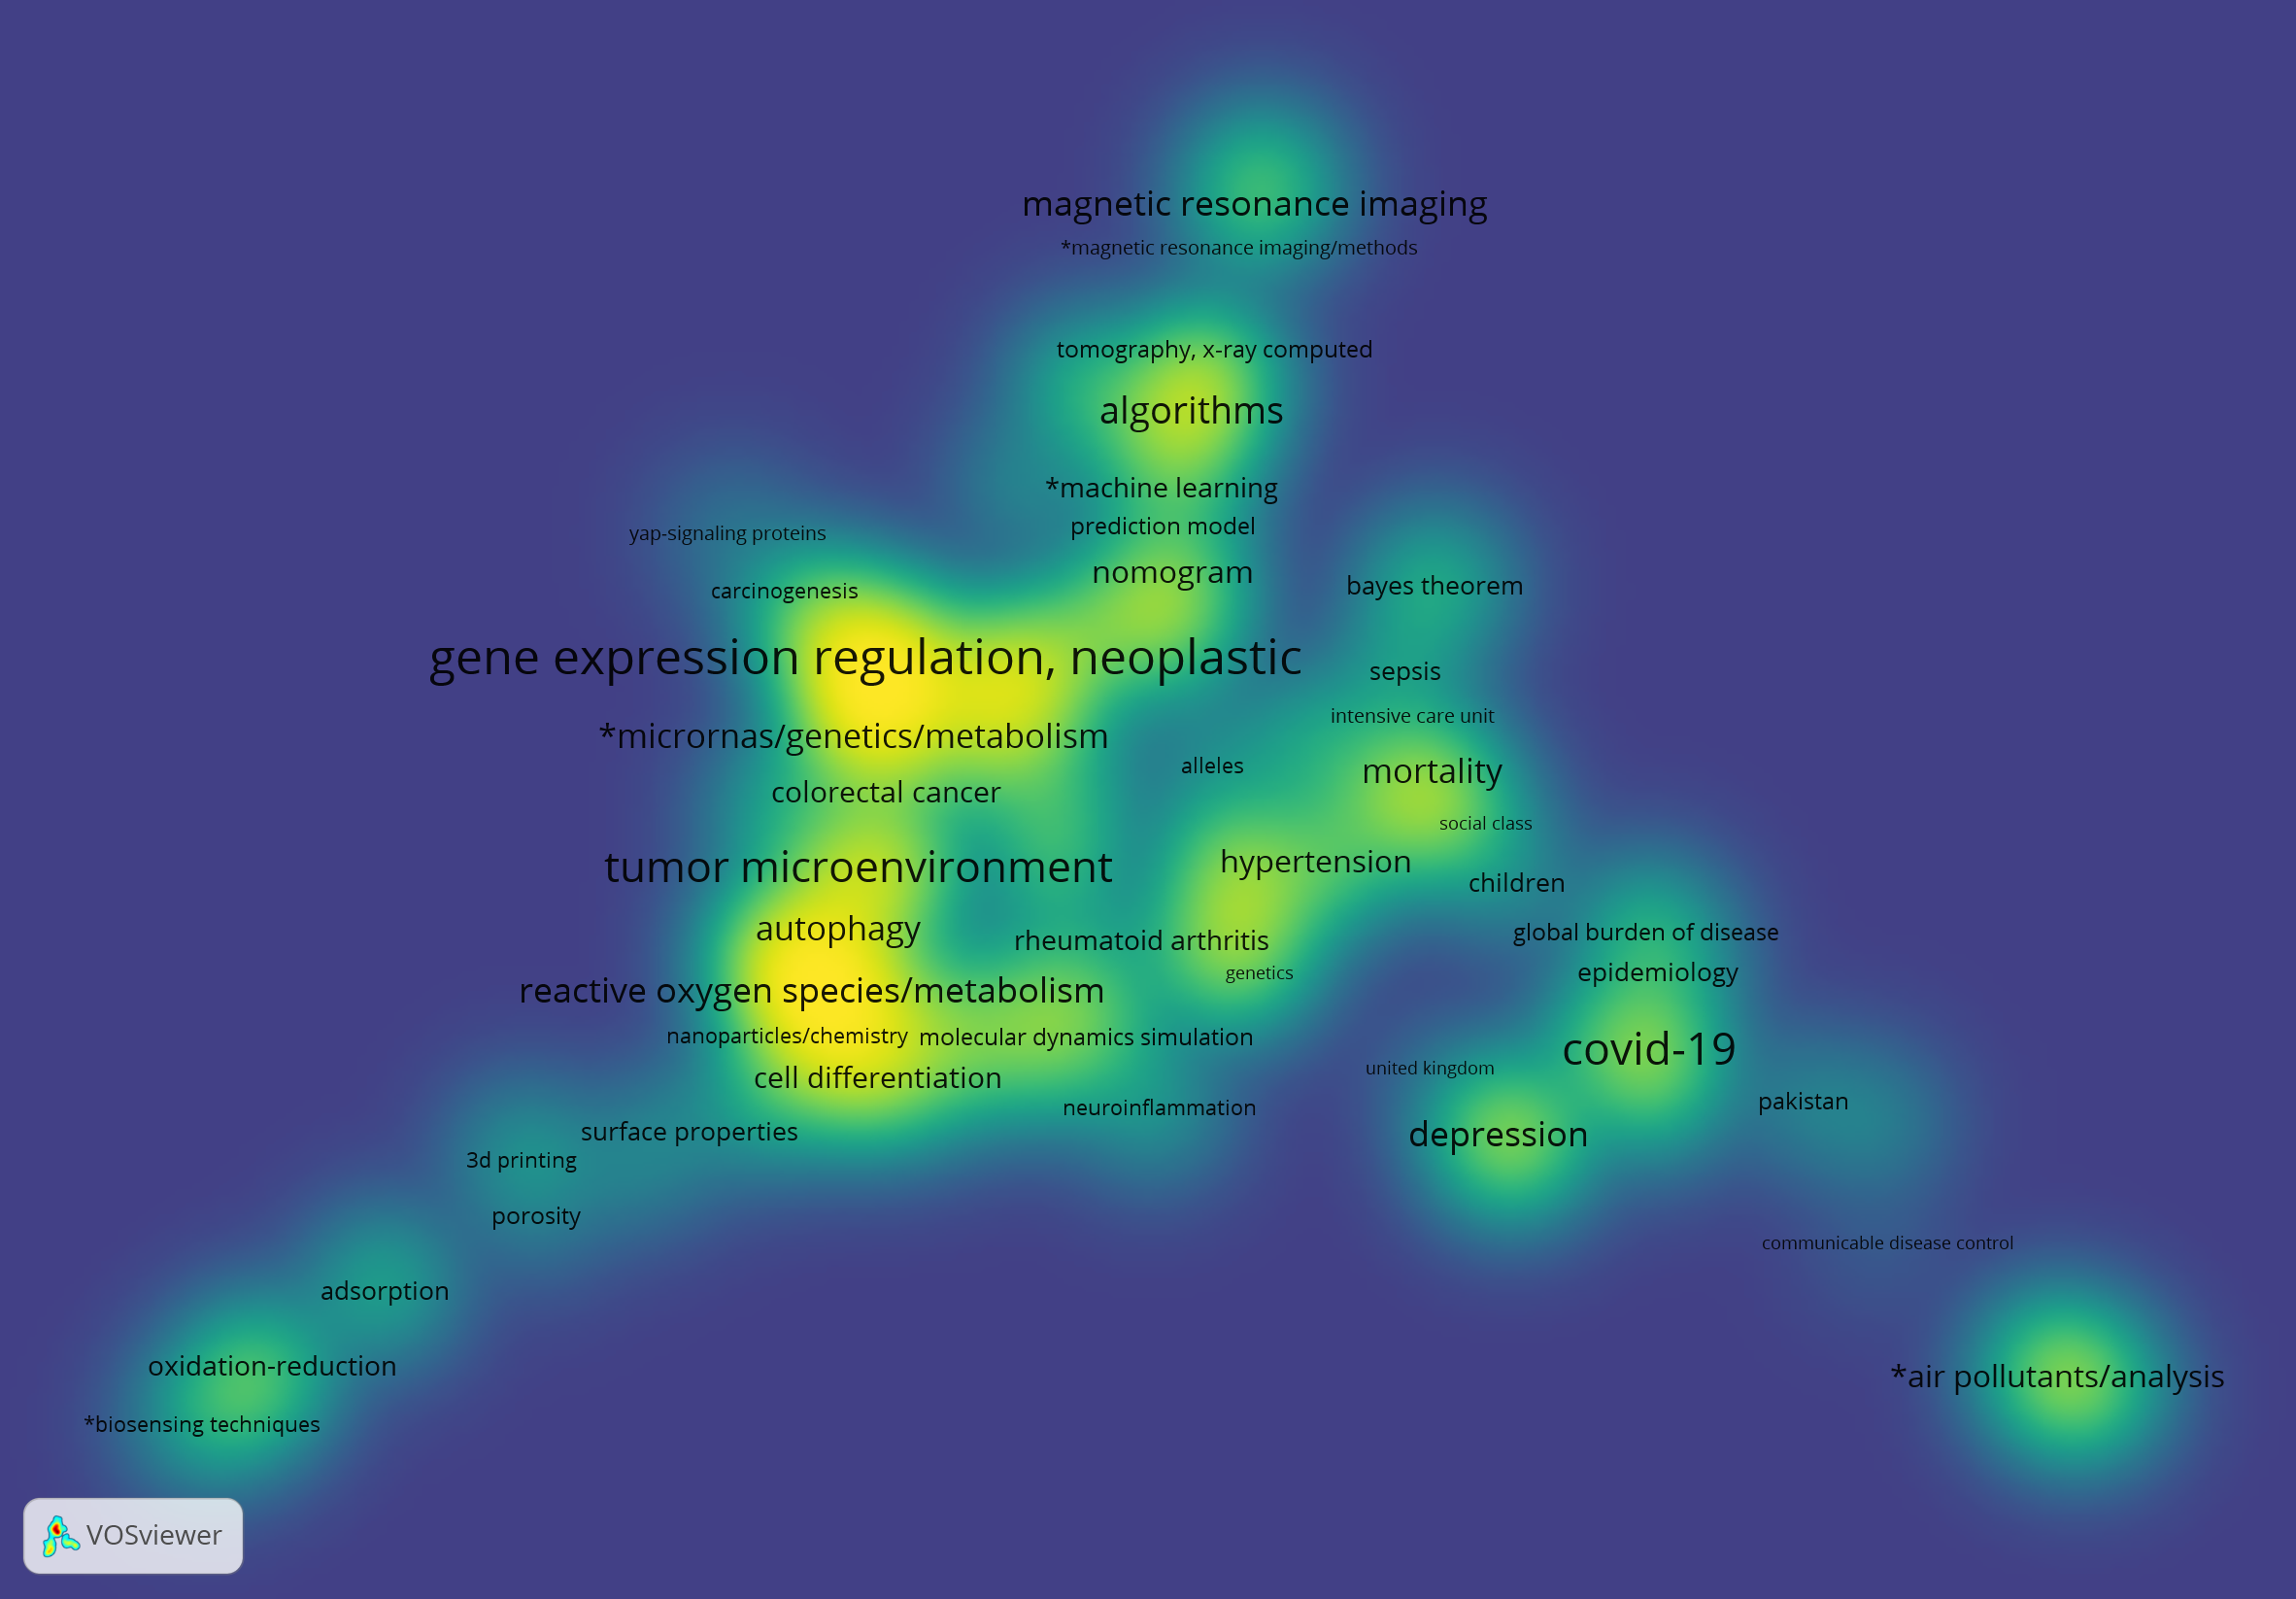 magnetic resonance imaging
*magnetic resonance imaging/methods
tomography, x-ray computed
algorithms
*machine learning
prediction model
yap-signaling proteins
nomogram
bayes theorem
carcinogenesis
gene expression regulation, neoplastic
sepsis
intensive care unit
*micrornas/genetics/metabolism
alleles
mortality
colorectal cancer
social class
tumor microenvironment
hypertension
children
autophagy
rheumatoid arthritis
global burden of disease
genetics
epidemiology
reactive oxygen species/metabolism
nanoparticles/chemistry
molecular dynamics simulation
covid-19
united kingdom
cell differentiation
neuroinflammation
pakistan
surface properties
depression
3d printing
porosity
communicable disease control
adsorption
oxidation-reduction
*air pollutants/analysis
*biosensing techniques
VOSviewer